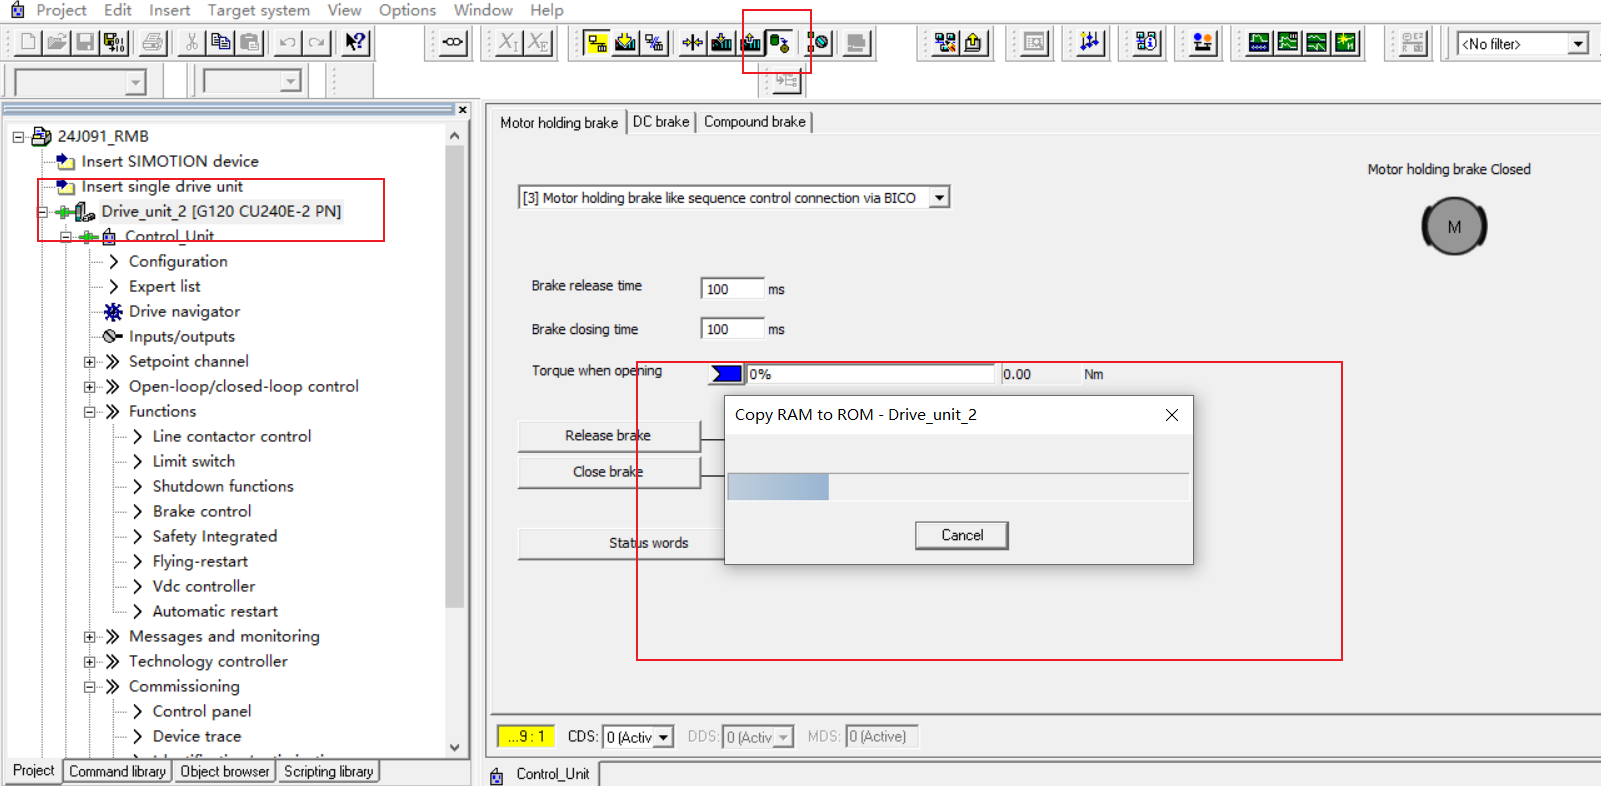 Project Edit Insert Target system View Options Window Help
<No filter>
24J091_RMB
Insert SIMOTION device
Insert single drive unit
Drive_unit_2 [G120 CU240E-2 PN]
Control_Unit
Configuration
Expert list
Drive navigator
Inputs/outputs
Setpoint channel
Open-loop/closed-loop control
Functions
Line contactor control
Limit switch
Shutdown functions
Brake control
Safety Integrated
Flying-restart
Vdc controller
Automatic restart
Messages and monitoring
Technology controller
Commissioning
Control panel
Device trace
Project Command library Object browser Scripting library
Motor holding brake DC brake Compound brake
Motor holding brake Closed
[3] Motor holding brake like sequence control connection via BICO
M
Brake release time 100 ms
Brake closing time 100 ms
Torque when opening 0% 0.00 Nm
Release brake
Close brake
Status words
Copy RAM to ROM - Drive_unit_2
Cancel
...9 : 1 CDS: 0 (Activ DDS: 0 (Activ MDS: 0 (Active)
Control_Unit